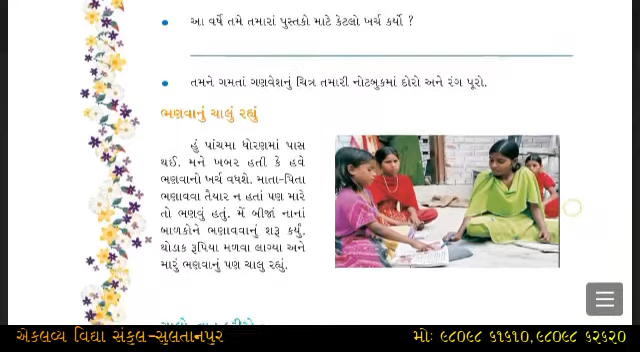 • આ વર્ષે તમે તમારાં પુસ્તકો માટે કેટલો ખર્ચ કર્યો ?
• તમને ગમતાં ગણવેશનું ચિત્ર તમારી નોટબુકમાં દોરો અને રંગ પૂરો.
ભણવાનું ચાલું રહ્યું
હું પાંચમા ધોરણમાં પાસ
થઈ. મને ખબર હતી કે હવે
ભણવાનો ખર્ચ વધશે. માતા-પિતા
ભણાવવા તૈયાર ન હતાં પણ મારે
તો ભણવું હતું. મેં બીજાં નાનાં
બાળકોને ભણાવવાનું શરૂ કર્યું.
થોડાક રૂપિયા મળવા લાગ્યા અને
મારું ભણવાનું પણ ચાલુ રહ્યું.
એકલવ્ય વિદ્યા સંકુલ-સુલતાનપુર
મો: ૯૮૦૯૮ ૬૧૬૧૦,૯૮૦૯૮ ૬૨૬૨૦